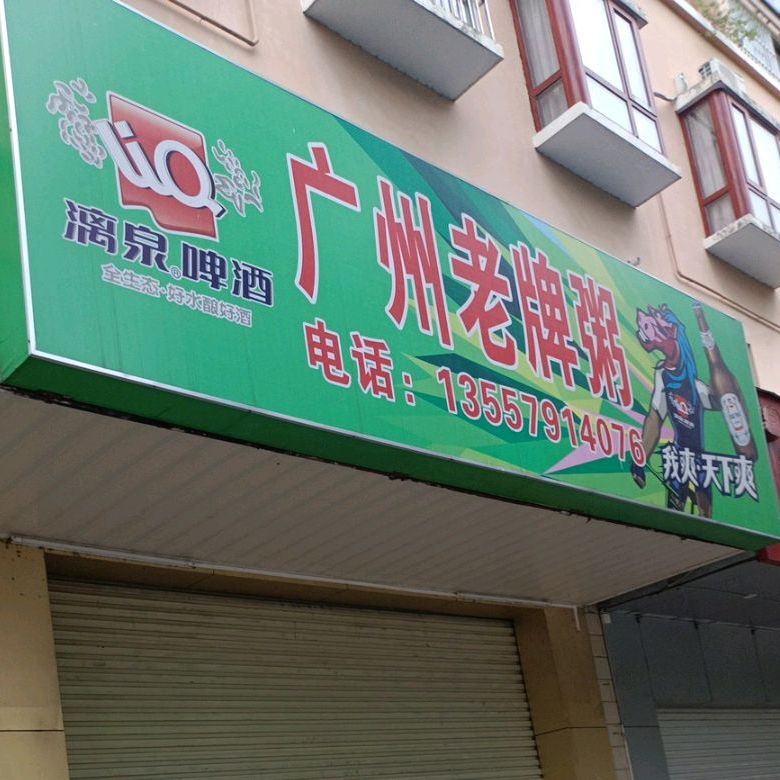 LiQ
漓泉®啤酒
全生态·好水酿好酒
广州老牌粥
电话：13557914076
我爽·天下爽